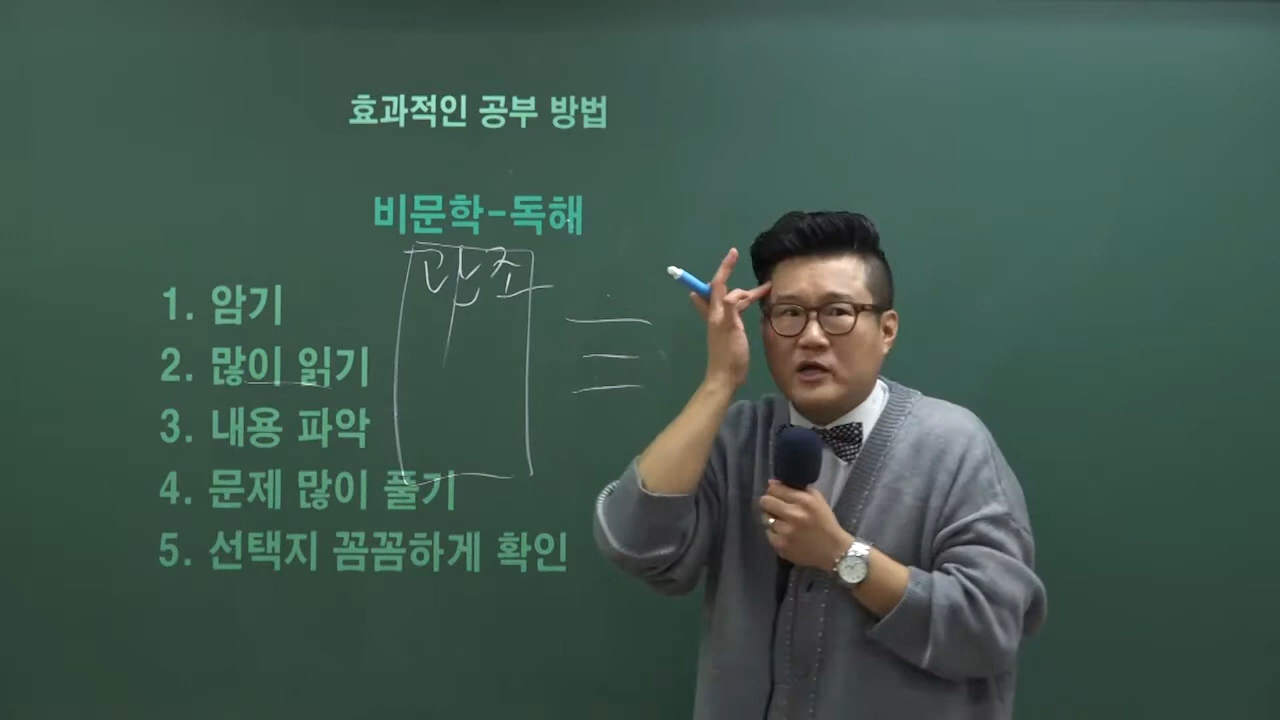 효과적인 공부 방법
비문학-독해
관조
1. 암기
2. 많이 읽기
3. 내용 파악
4. 문제 많이 풀기
5. 선택지 꼼꼼하게 확인